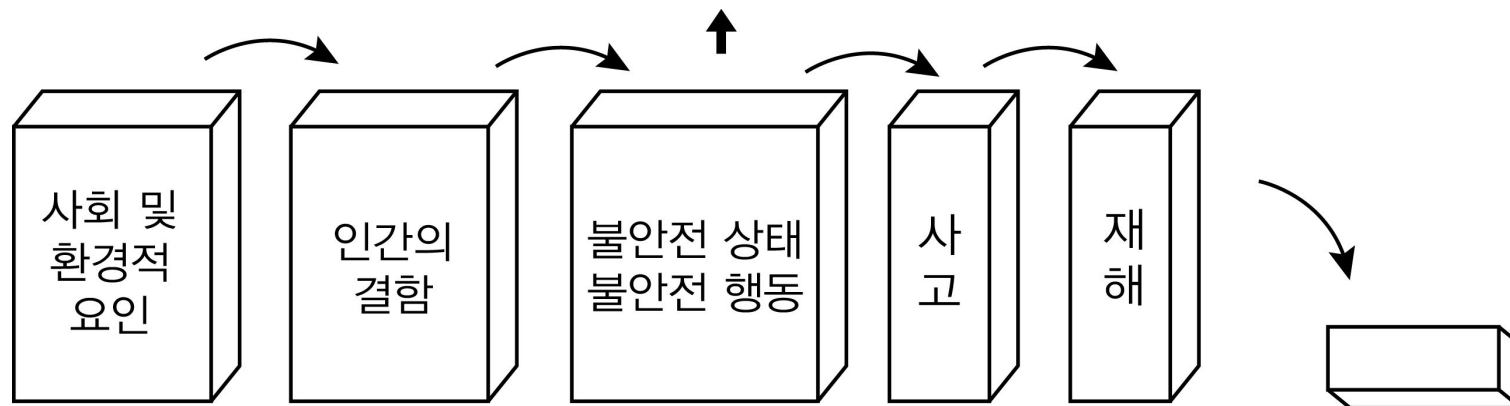 사회 및
환경적
요인
인간의
결함
불안전 상태
불안전 행동
사
고
재
해